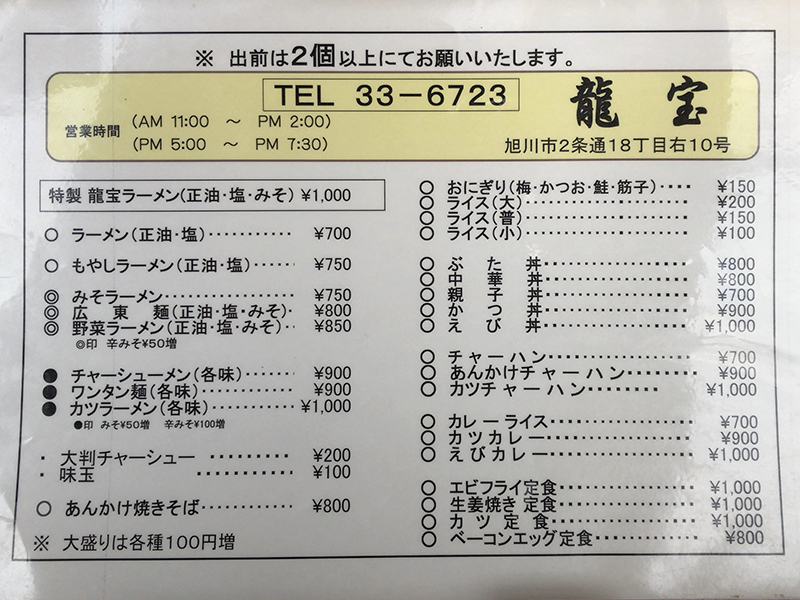 ※ 出前は2個以上にてお願いいたします。
TEL 33－6723
龍 宝
営業時間
(AM 11:00 ～ PM 2:00)
(PM 5:00 ～ PM 7:30)
旭川市2条通18丁目右10号
特製 龍宝ラーメン(正油・塩・みそ) ¥1,000
○ ラーメン(正油・塩)‥‥‥‥‥ ¥700
○ もやしラーメン(正油・塩)‥‥‥ ¥750
◎ みそラーメン‥‥‥‥‥‥‥ ¥750
◎ 広 東 麺(正油・塩・みそ)‥ ¥800
◎ 野菜ラーメン(正油・塩・みそ)‥ ¥850
◎印 辛みそ¥50増
● チャーシューメン(各味)‥‥‥‥ ¥900
● ワンタン麺(各味)‥‥‥‥‥ ¥900
● カツラーメン(各味)‥‥‥‥‥ ¥1,000
●印 みそ¥50増 辛みそ¥100増
・ 大判チャーシュー ‥‥‥‥‥ ¥200
・ 味玉 ‥‥‥‥‥ ¥100
○ あんかけ焼きそば‥‥‥‥‥ ¥800
※ 大盛りは各種100円増
○ おにぎり(梅・かつお・鮭・筋子)‥‥ ¥150
○ ライス(大)‥‥‥‥‥‥‥‥ ¥200
○ ライス(普)‥‥‥‥‥‥‥‥ ¥150
○ ライス(小)‥‥‥‥‥‥‥‥ ¥100
○ ぶ た 丼‥‥‥‥‥‥‥ ¥800
○ 中 華 丼‥‥‥‥‥‥‥ ¥800
○ 親 子 丼‥‥‥‥‥‥‥ ¥700
○ か つ 丼‥‥‥‥‥‥‥ ¥900
○ え び 丼‥‥‥‥‥‥‥ ¥1,000
○ チャーハン‥‥‥‥‥‥‥ ¥700
○ あんかけチャーハン‥‥‥‥ ¥900
○ カツチャーハン‥‥‥‥ ¥1,000
○ カレーライス‥‥‥‥‥‥‥ ¥700
○ カツカレー‥‥‥‥‥‥‥ ¥900
○ えびカレー‥‥‥‥‥‥‥ ¥1,000
○ エビフライ定食‥‥‥‥‥‥ ¥1,000
○ 生姜焼き 定食‥‥‥‥‥‥ ¥1,000
○ カ ツ 定 食‥‥‥‥‥‥‥ ¥1,000
○ ベーコンエッグ定食‥‥‥‥‥ ¥800